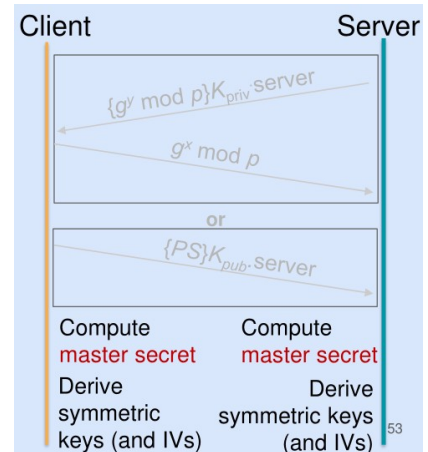 Client Server
{g^y mod p}K_priv-server
g^x mod p
or
{PS}K_pub-server
Compute Compute
master secret master secret
Derive Derive
symmetric symmetric keys
keys (and IVs) (and IVs)
53